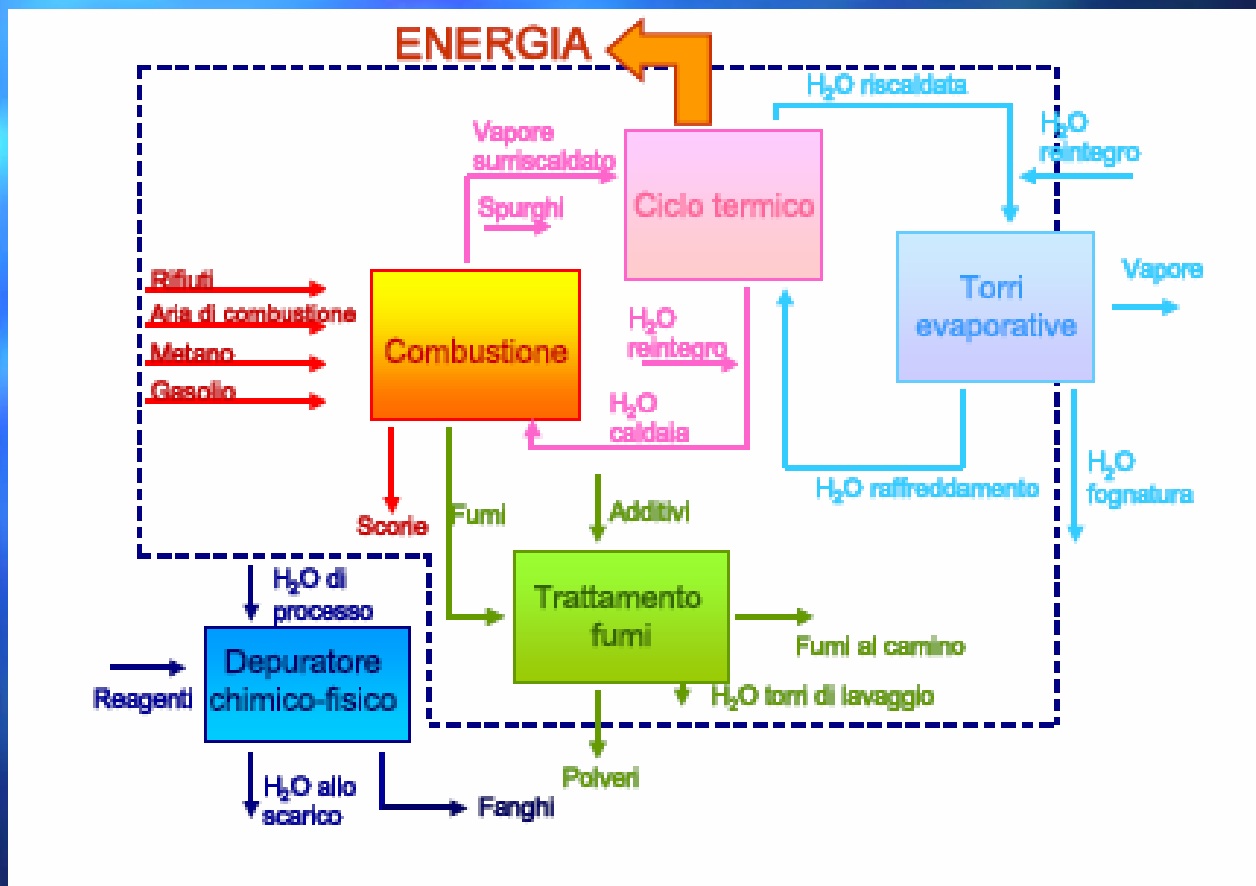 ENERGIA
H₂O riscaldata
Vapore
surriscaldato
H₂O
reintegro
Spurghi
Ciclo termico
Rifiuti
Aria di combustione
Metano
Gasolio
Combustione
H₂O
reintegro
Torri
evaporative
Vapore
H₂O
caldaia
H₂O raffreddamento
H₂O
fognatura
Scorie
Fumi
Additivi
H₂O di
processo
Trattamento
fumi
Fumi al camino
Depuratore
chimico-fisico
Reagenti
H₂O torri di lavaggio
Polveri
H₂O allo
scarico
Fanghi